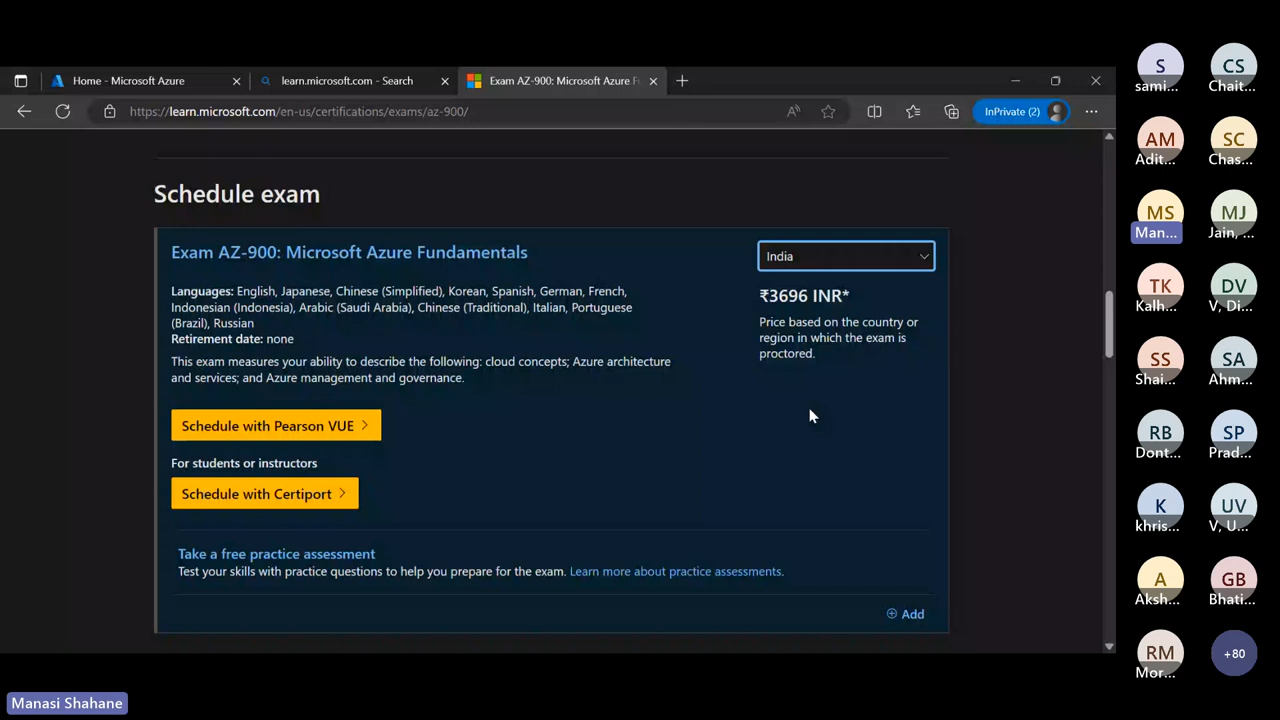 Home - Microsoft Azure
learn.microsoft.com - Search
Exam AZ-900: Microsoft Azure F
https://learn.microsoft.com/en-us/certifications/exams/az-900/
InPrivate (2)
Schedule exam
Exam AZ-900: Microsoft Azure Fundamentals
Languages: English, Japanese, Chinese (Simplified), Korean, Spanish, German, French,
Indonesian (Indonesia), Arabic (Saudi Arabia), Chinese (Traditional), Italian, Portuguese
(Brazil), Russian
Retirement date: none
This exam measures your ability to describe the following: cloud concepts; Azure architecture
and services; and Azure management and governance.
India
₹3696 INR*
Price based on the country or
region in which the exam is
proctored.
Schedule with Pearson VUE
For students or instructors
Schedule with Certiport
Take a free practice assessment
Test your skills with practice questions to help you prepare for the exam. Learn more about practice assessments.
Add
S
sami...
CS
Chait...
AM
Adit...
SC
Chas...
MS
Man...
MJ
Jain, ...
TK
Kalh...
DV
V, Di...
SS
Shai...
SA
Ahm...
RB
Dont...
SP
Prad...
K
khris...
UV
V, U...
A
Aksh...
GB
Bhati...
RM
Mor...
+80
Manasi Shahane